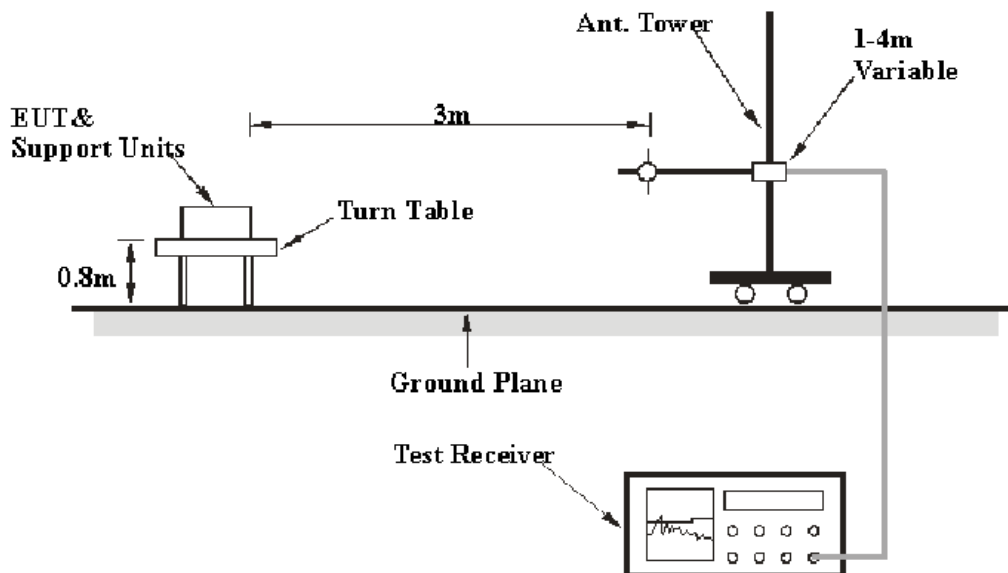 Ant. Tower
1-4m
Variable
EUT&
Support Units
3m
Turn Table
0.8m
Ground Plane
Test Receiver